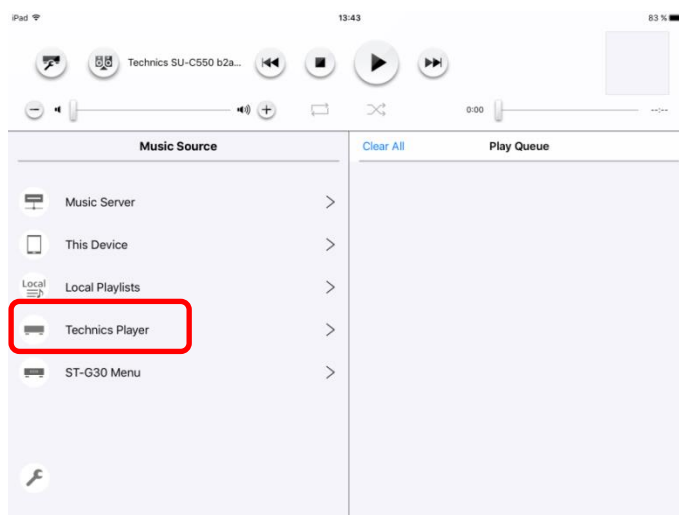 iPad 13:43 83 %
Technics SU-C550 b2a...
0:00 --:--
Music Source
Clear All Play Queue
Music Server
This Device
Local Local Playlists
Technics Player
ST-G30 Menu